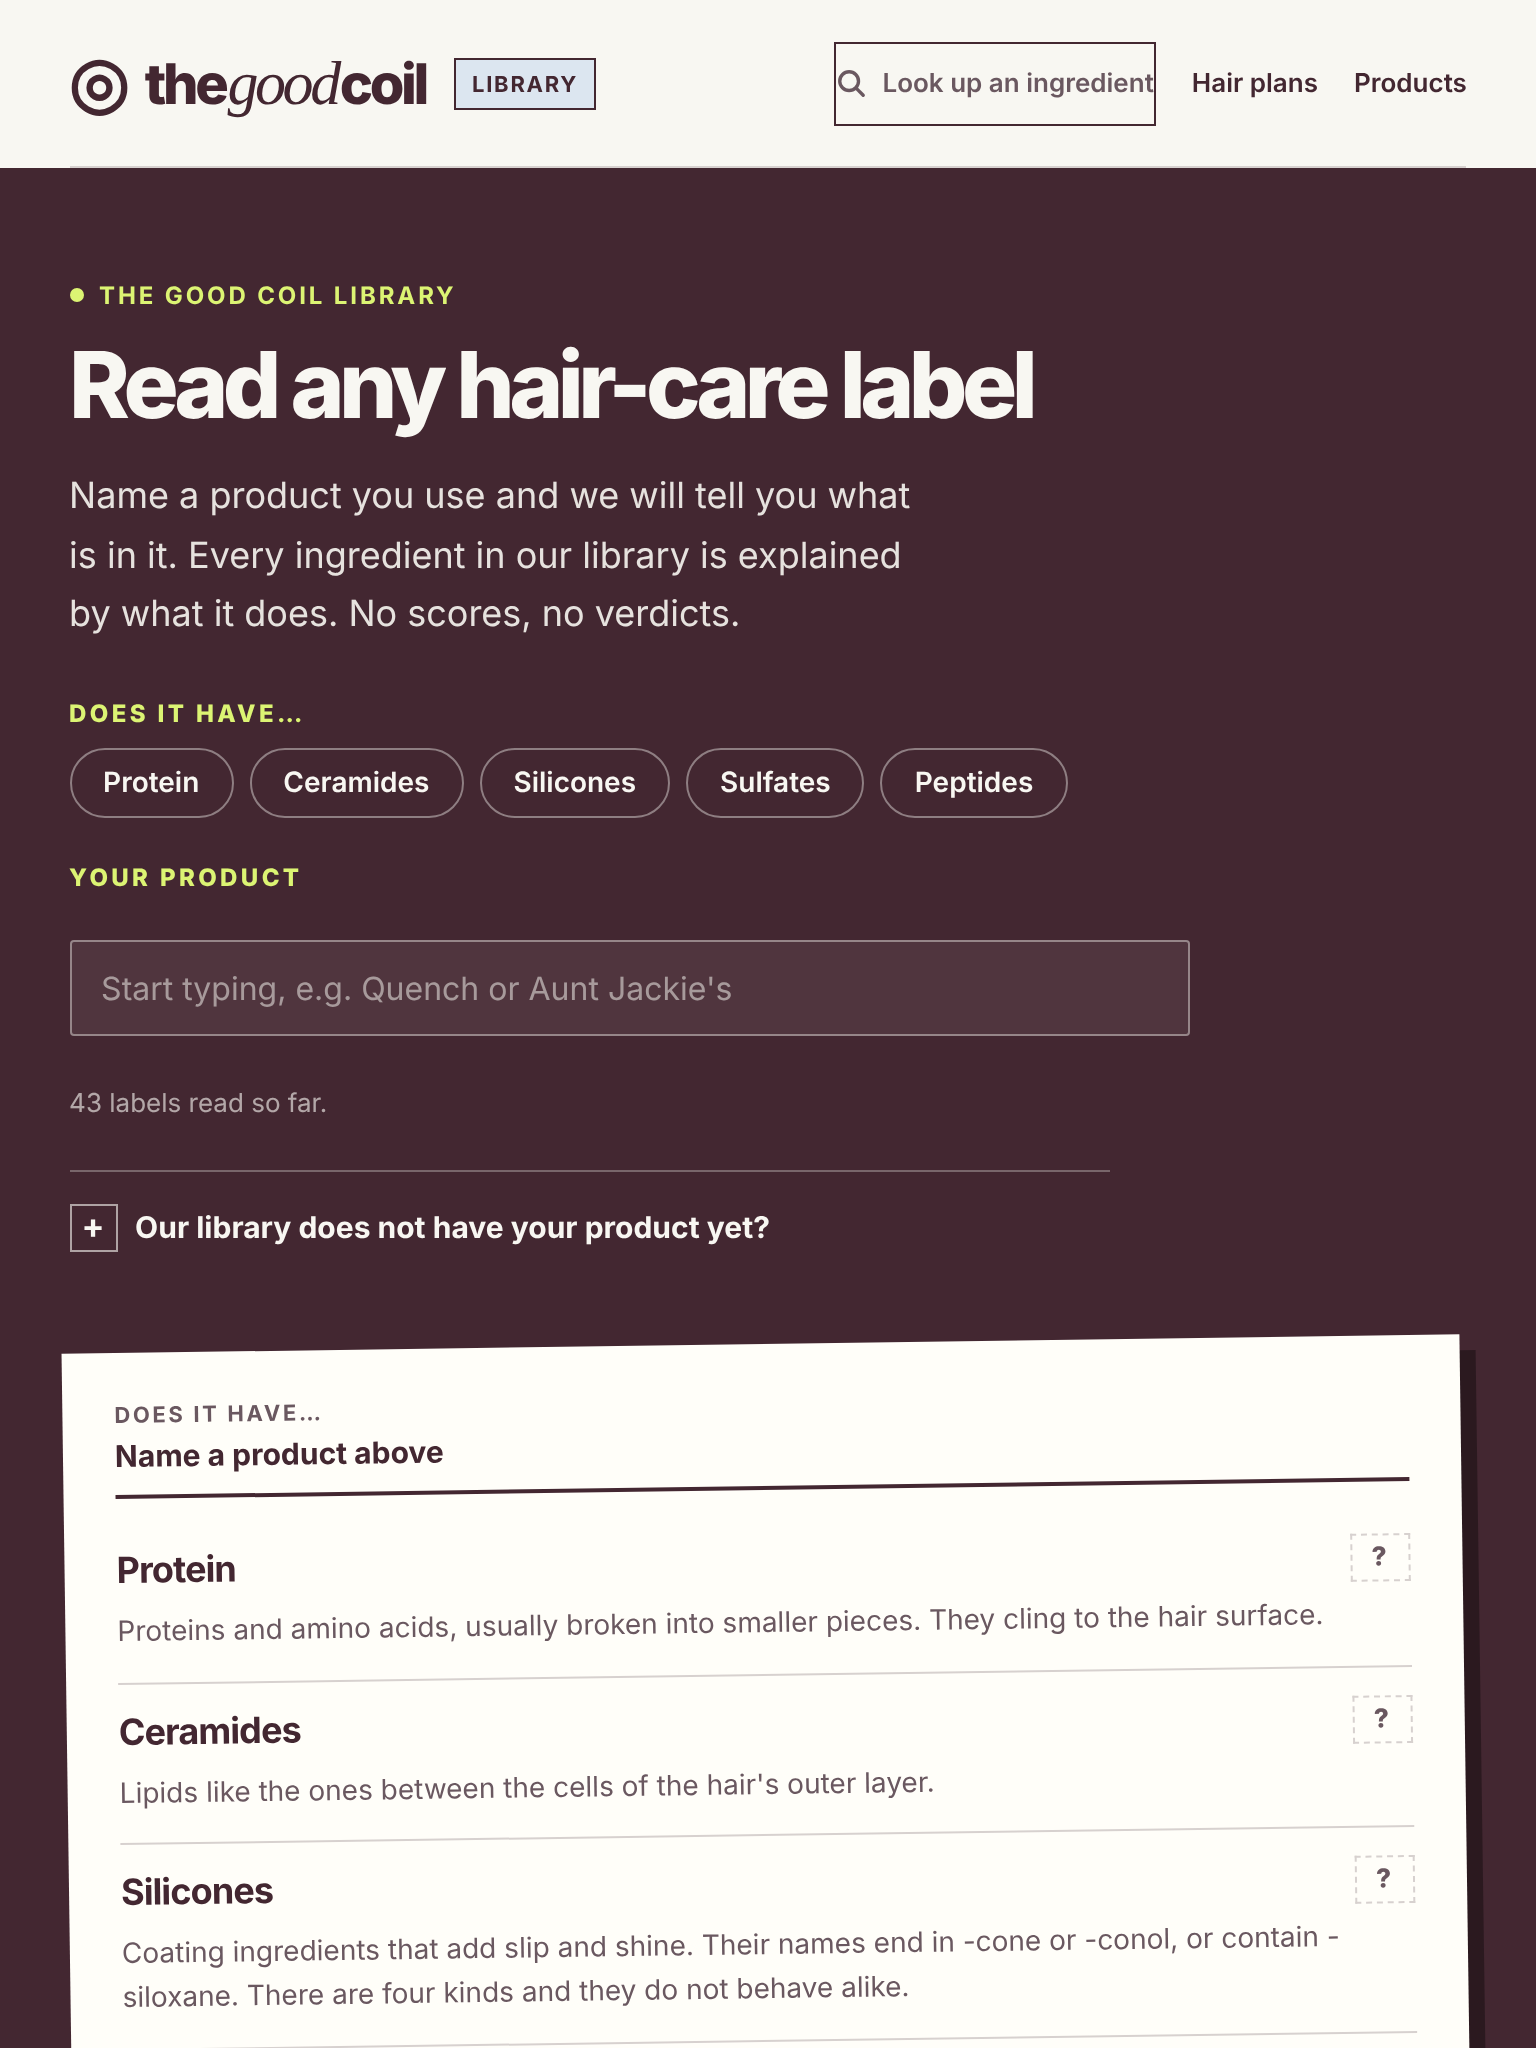 thegoodcoil LIBRARY
Look up an ingredient
Hair plans
Products
THE GOOD COIL LIBRARY
Read any hair-care label
Name a product you use and we will tell you what
is in it. Every ingredient in our library is explained
by what it does. No scores, no verdicts.
DOES IT HAVE…
Protein
Ceramides
Silicones
Sulfates
Peptides
YOUR PRODUCT
Start typing, e.g. Quench or Aunt Jackie's
43 labels read so far.
+ Our library does not have your product yet?
DOES IT HAVE…
Name a product above
Protein
?
Proteins and amino acids, usually broken into smaller pieces. They cling to the hair surface.
Ceramides
?
Lipids like the ones between the cells of the hair's outer layer.
Silicones
?
Coating ingredients that add slip and shine. Their names end in -cone or -conol, or contain -
siloxane. There are four kinds and they do not behave alike.